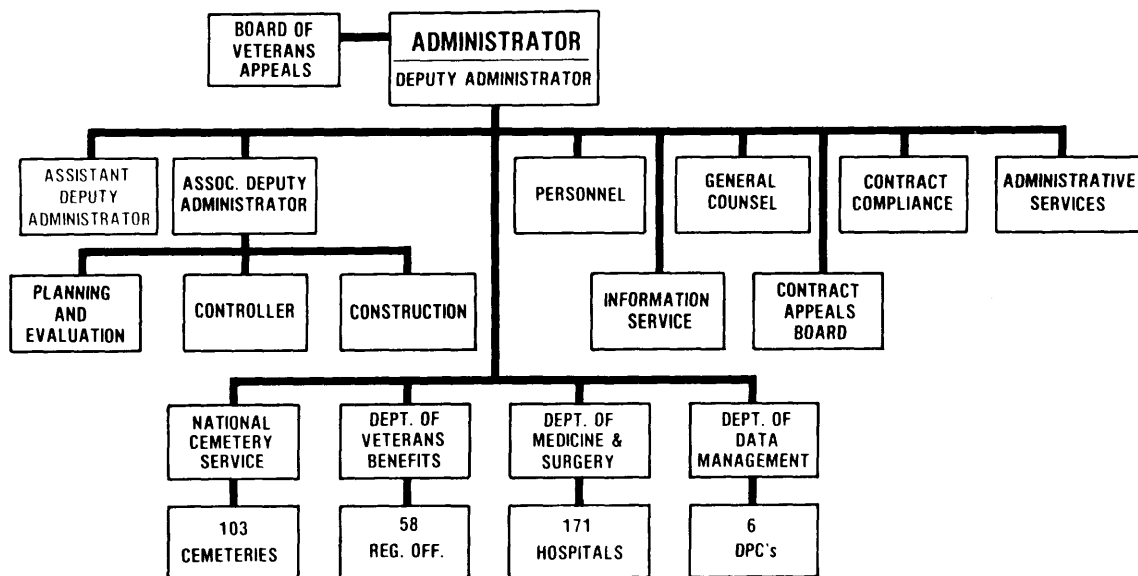 BOARD OF
VETERANS
APPEALS
ADMINISTRATOR
DEPUTY ADMINISTRATOR
ASSISTANT
DEPUTY
ADMINISTRATOR
ASSOC. DEPUTY
ADMINISTRATOR
PERSONNEL
GENERAL
COUNSEL
CONTRACT
COMPLIANCE
ADMINISTRATIVE
SERVICES
PLANNING
AND
EVALUATION
CONTROLLER
CONSTRUCTION
INFORMATION
SERVICE
CONTRACT
APPEALS
BOARD
NATIONAL
CEMETERY
SERVICE
DEPT. OF
VETERANS
BENEFITS
DEPT. OF
MEDICINE &
SURGERY
DEPT. OF
DATA
MANAGEMENT
103
CEMETERIES
58
REG. OFF.
171
HOSPITALS
6
DPC's